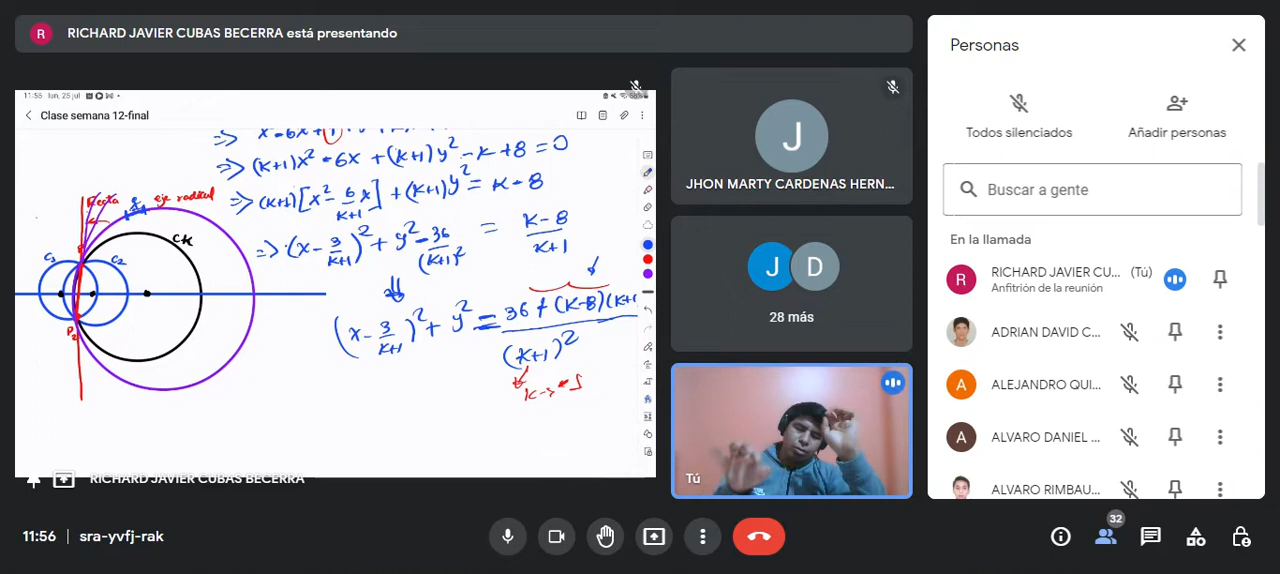 RICHARD JAVIER CUBAS BECERRA está presentando
11:55 lun, 25 jul
Clase semana 12-final
⇒ (k+1)x² - 6x + (k+1)y² - k + 8 = 0
⇒ (k+1)[x² - 6x/(k+1)] + (k+1)y² = k - 8
⇒ (x - 3/(k+1))² + y² - 36/(k+1)² = (k-8)/(k+1)
(x - 3/(k+1))² + y² = 36 + (k-8)(k+1
(k+1)²
Recta
eje radical
C3
C2
Ck
P2
RICHARD JAVIER CUBAS BECERRA
J
JHON MARTY CARDENAS HERN...
J
D
28 más
Tú
Personas
Todos silenciados
Añadir personas
Buscar a gente
En la llamada
R
RICHARD JAVIER CU... (Tú)
Anfitrión de la reunión
ADRIAN DAVID C...
A
ALEJANDRO QUI...
A
ALVARO DANIEL ...
ALVARO RIMBAU...
11:56
sra-yvfj-rak
32